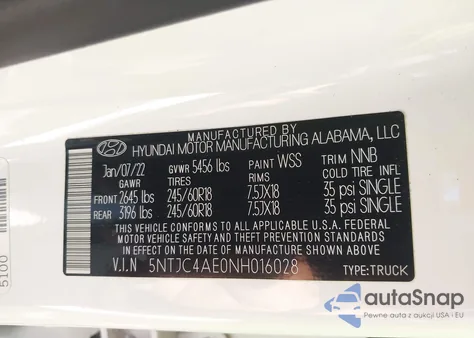 MANUFACTURED BY
HYUNDAI MOTOR MANUFACTURING ALABAMA, LLC
Jan/07/22 GVWR 5456 lbs PAINT WSS TRIM NNB
GAWR TIRES RIMS COLD TIRE INFL
FRONT 2645 lbs 245/60R18 7.5JX18 35 psi SINGLE
REAR 3196 lbs 245/60R18 7.5JX18 35 psi SINGLE
THIS VEHICLE CONFORMS TO ALL APPLICABLE U.S.A. FEDERAL
MOTOR VEHICLE SAFETY AND THEFT PREVENTION STANDARDS
IN EFFECT ON THE DATE OF MANUFACTURE SHOWN ABOVE.
V.I.N 5NTJC4AE0NH016028 TYPE:TRUCK
5100
autoSnap
Pewne auta z USA i aukcji